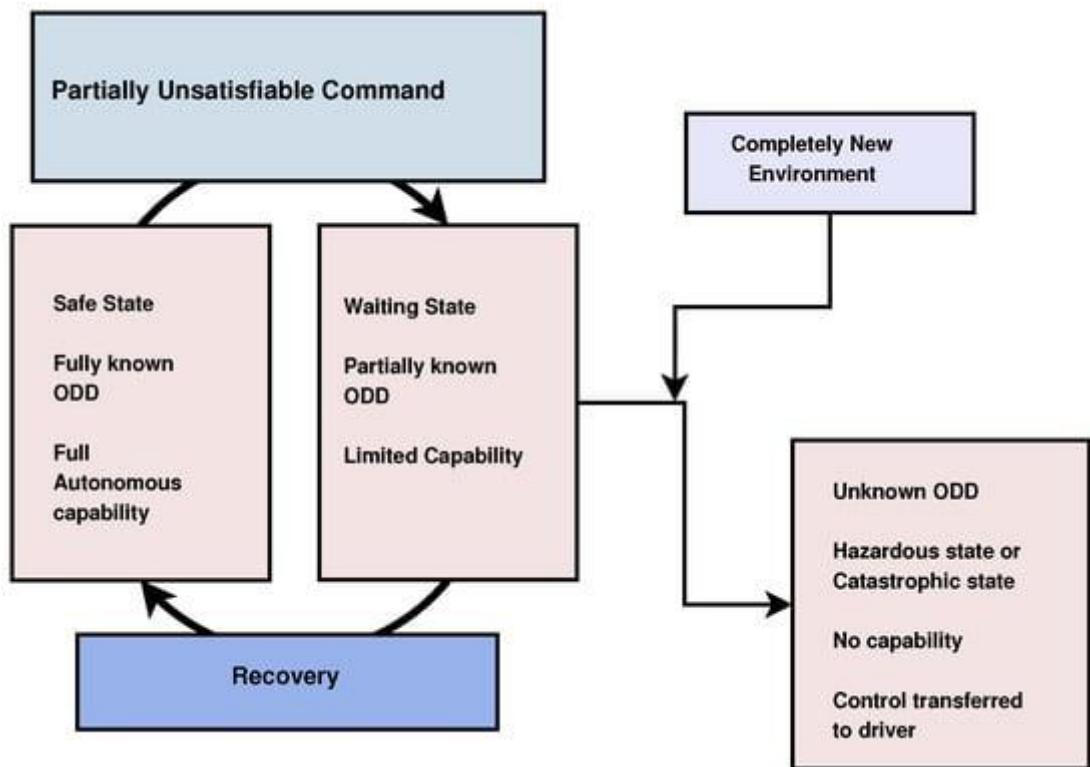 Partially Unsatisfiable Command
Completely New
Environment
Safe State
Fully known
ODD
Full
Autonomous
capability
Waiting State
Partially known
ODD
Limited Capability
Unknown ODD
Hazardous state or
Catastrophic state
No capability
Control transferred
to driver
Recovery